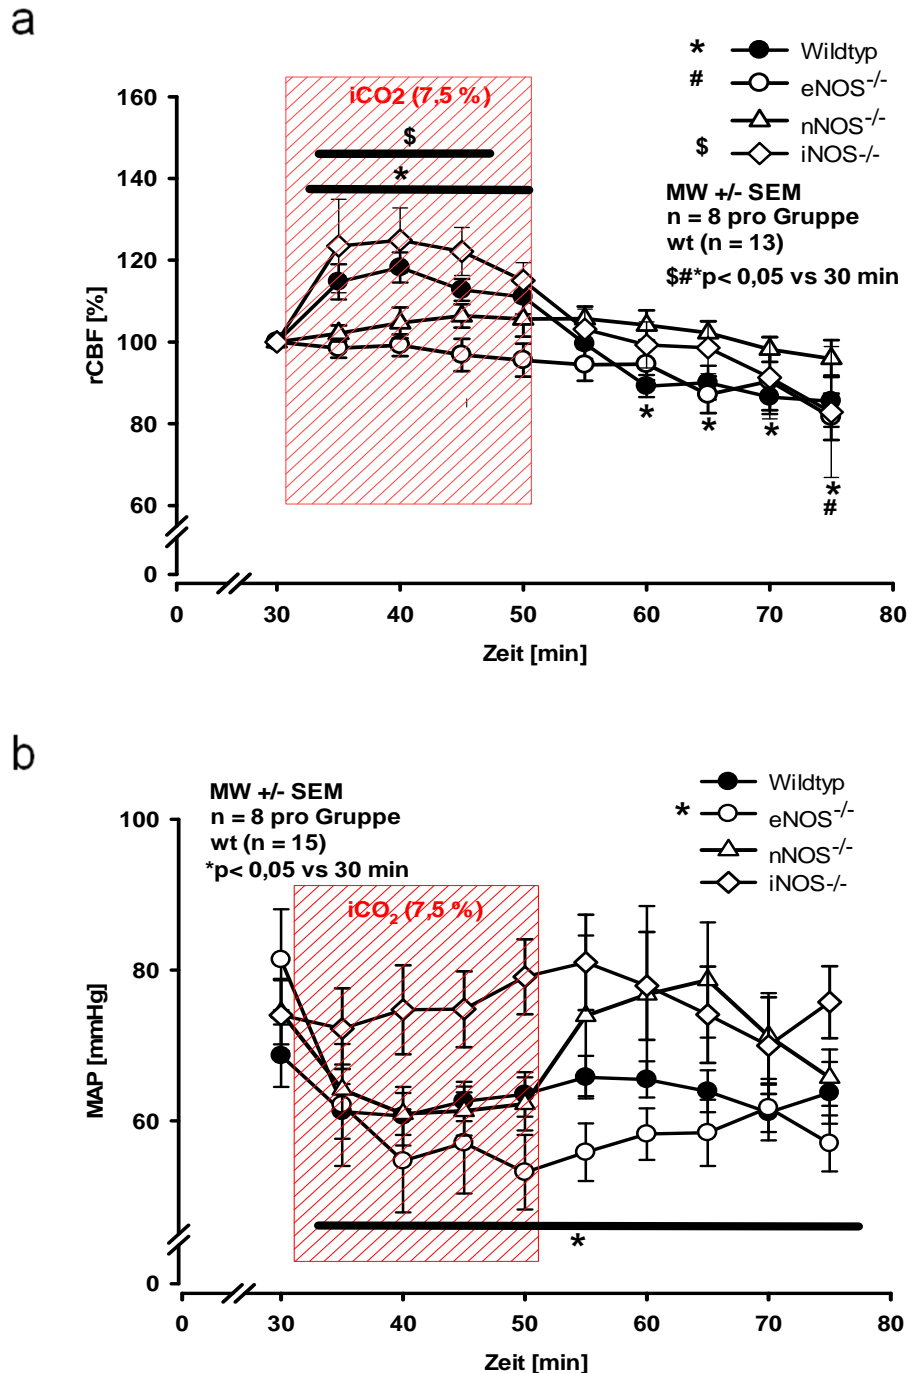 a
* Wildtyp
# eNOS-/-
nNOS-/-
$ iNOS-/-
MW +/- SEM
n = 8 pro Gruppe
wt (n = 13)
$#*p< 0,05 vs 30 min
iCO2 (7,5 %)
$
*
160
140
120
100
80
60
0
rCBF [%]
* * * *
#
0 30 40 50 60 70 80
Zeit [min]
b
MW +/- SEM
n = 8 pro Gruppe
wt (n = 15)
*p< 0,05 vs 30 min
Wildtyp
* eNOS-/-
nNOS-/-
iNOS-/-
iCO2 (7,5 %)
100
80
60
0
MAP [mmHg]
*
0 30 40 50 60 70 80
Zeit [min]